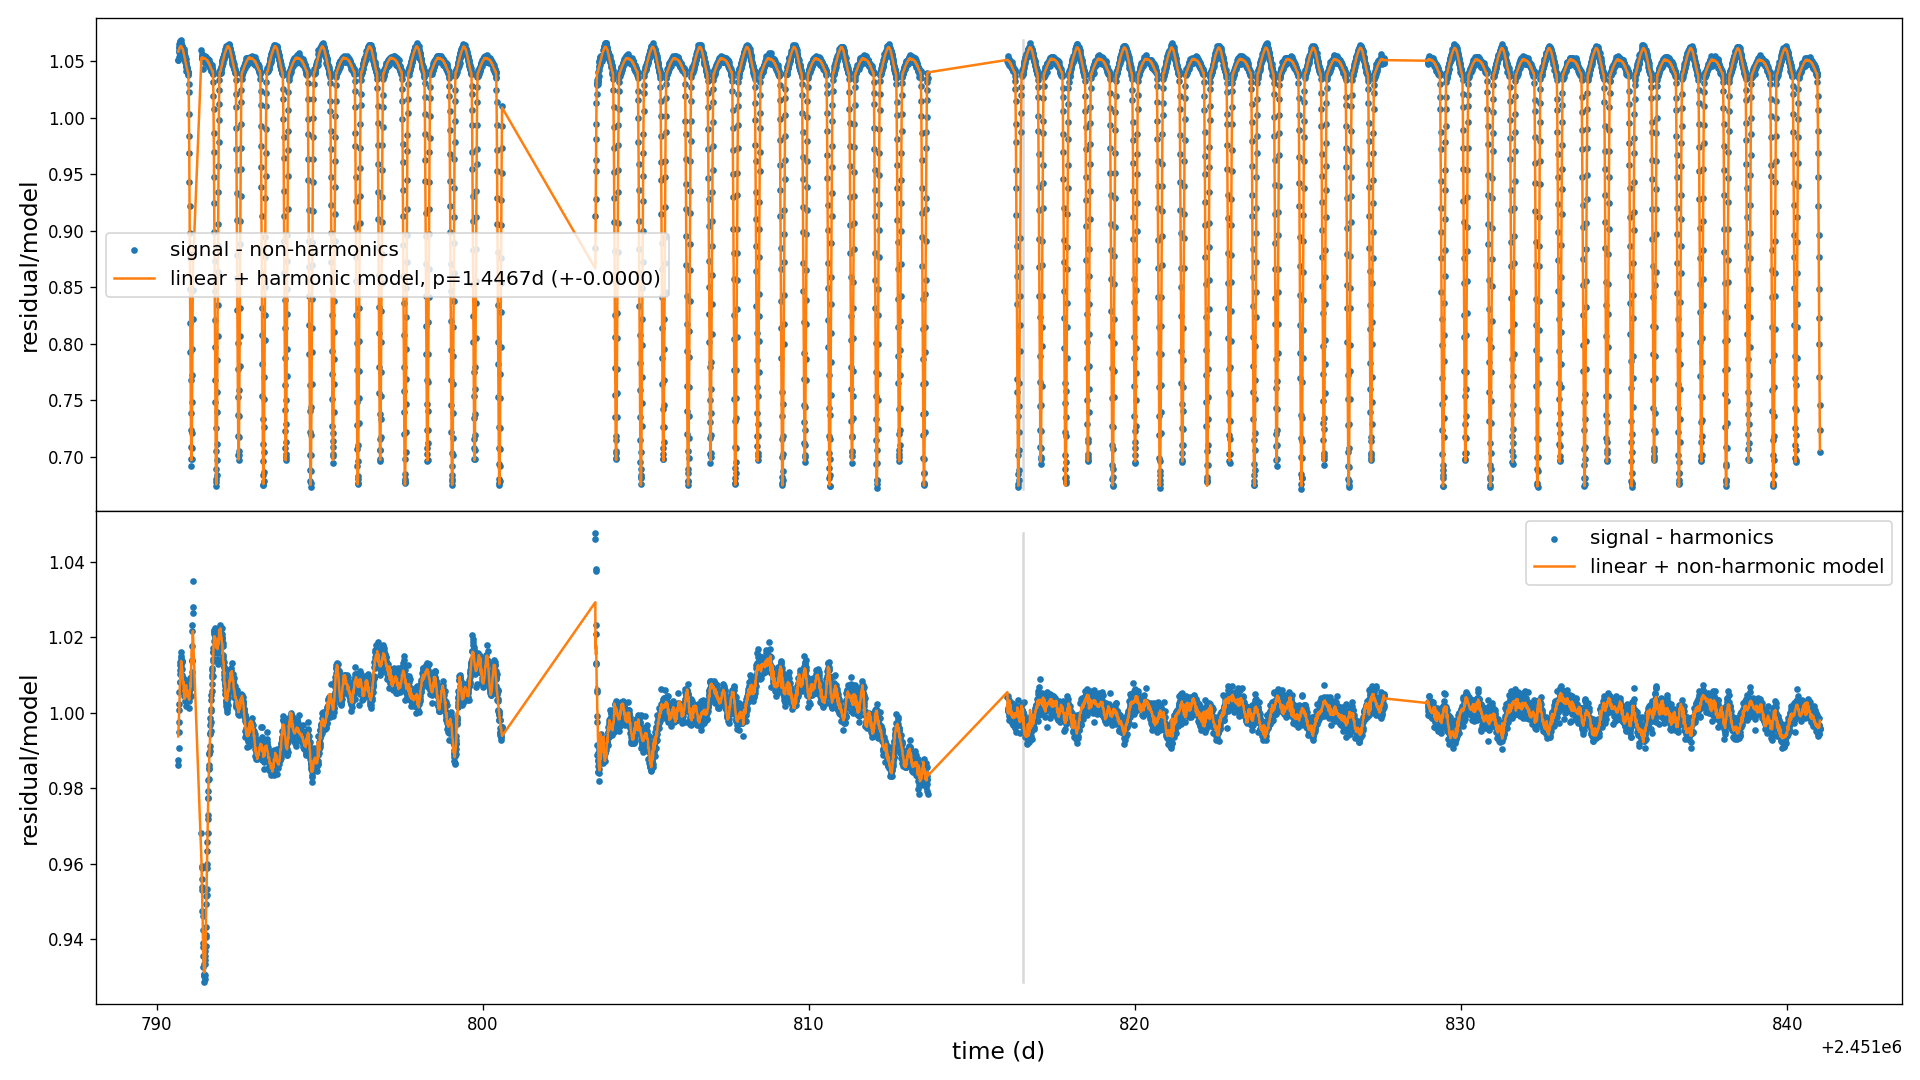 residual/model
1.05
1.00
0.95
0.90
0.85
0.80
0.75
0.70
signal - non-harmonics
linear + harmonic model, p=1.4467d (+-0.0000)
residual/model
1.04
1.02
1.00
0.98
0.96
0.94
signal - harmonics
linear + non-harmonic model
790
800
810
820
830
840
time (d)
+2.451e6